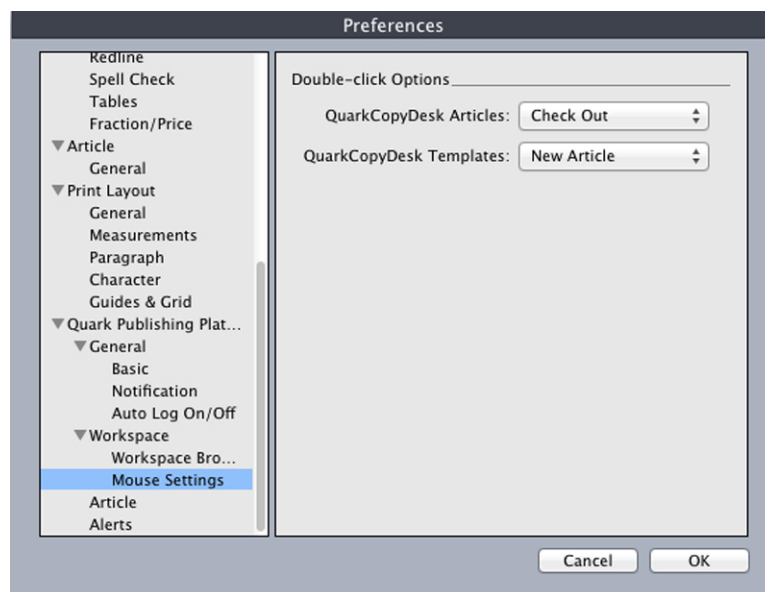 Preferences
Redline
Spell Check
Tables
Fraction/Price
Article
General
Print Layout
General
Measurements
Paragraph
Character
Guides & Grid
Quark Publishing Plat...
General
Basic
Notification
Auto Log On/Off
Workspace
Workspace Bro...
Mouse Settings
Article
Alerts
Double-click Options
QuarkCopyDesk Articles: Check Out
QuarkCopyDesk Templates: New Article
Cancel OK